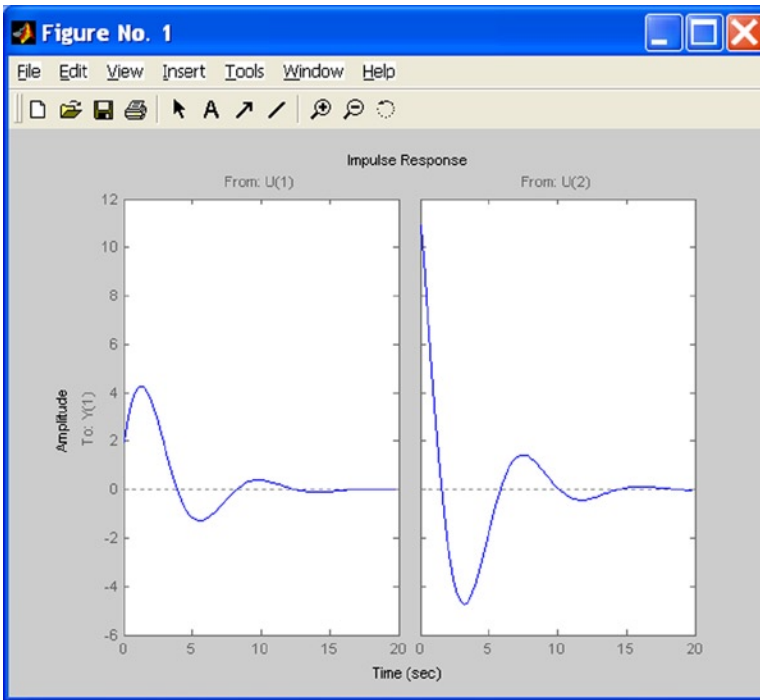 Figure No. 1
File Edit View Insert Tools Window Help
A
Impulse Response
From: U(1)
From: U(2)
12
10
8
6
4
2
0
-2
-4
-6
Amplitude
To: Y(1)
0 5 10 15 20
0 5 10 15 20
Time (sec)